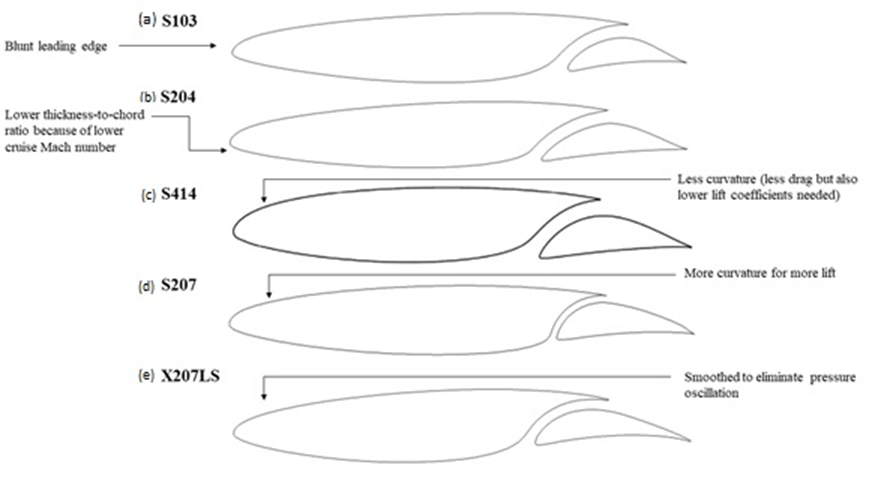 (a) S103
Blunt leading edge
(b) S204
Lower thickness-to-chord
ratio because of lower
cruise Mach number
Less curvature (less drag but also
lower lift coefficients needed)
(c) S414
More curvature for more lift
(d) S207
(e) X207LS
Smoothed to eliminate pressure
oscillation